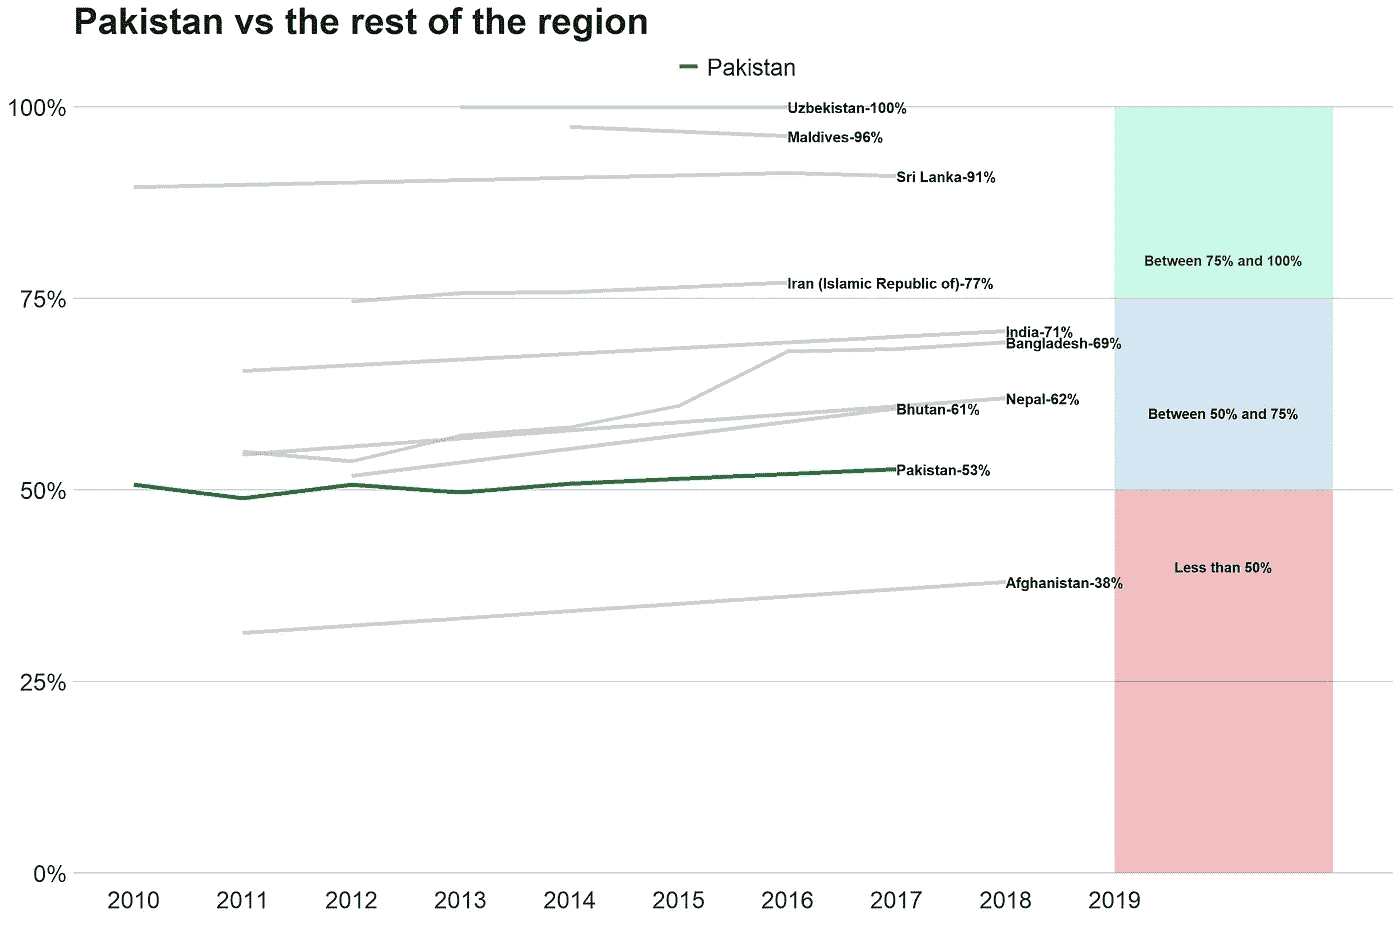 Pakistan vs the rest of the region
Pakistan
100%
Uzbekistan-100%
Maldives-96%
Sri Lanka-91%
Between 75% and 100%
Iran (Islamic Republic of)-77%
75%
India-71%
Bangladesh-69%
Nepal-62%
Bhutan-61%
Between 50% and 75%
Pakistan-53%
50%
Less than 50%
Afghanistan-38%
25%
0%
2010 2011 2012 2013 2014 2015 2016 2017 2018 2019